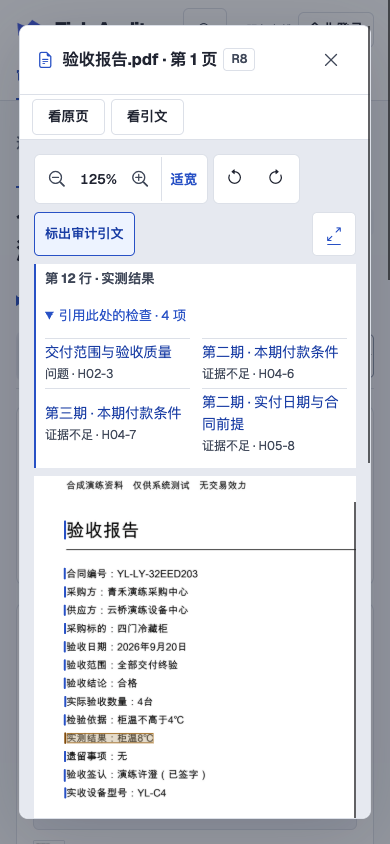 验收报告.pdf · 第 1 页 R8
看原页 看引文
125% 适宽
标出审计引文
第 12 行 · 实测结果
▼ 引用此处的检查 · 4 项
交付范围与验收质量
问题 · H02-3
第二期 · 本期付款条件
证据不足 · H04-6
第三期 · 本期付款条件
证据不足 · H04-7
第二期 · 实付日期与合
同前提
证据不足 · H05-8
合成演练资料 仅供系统测试 无交易效力
验收报告
合同编号：YL-LY-32EED203
采购方：青禾演练采购中心
供应方：云桥演练设备中心
采购标的：四门冷藏柜
验收日期：2026年9月20日
验收范围：全部交付终验
验收结论：合格
实际验收数量：4台
检验依据：柜温不高于4℃
实测结果：柜温8℃
遗留事项：无
验收签认：演练许澄（已签字）
实收设备型号：YL-C4